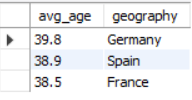 avg_age geography
39.8 Germany
38.9 Spain
38.5 France